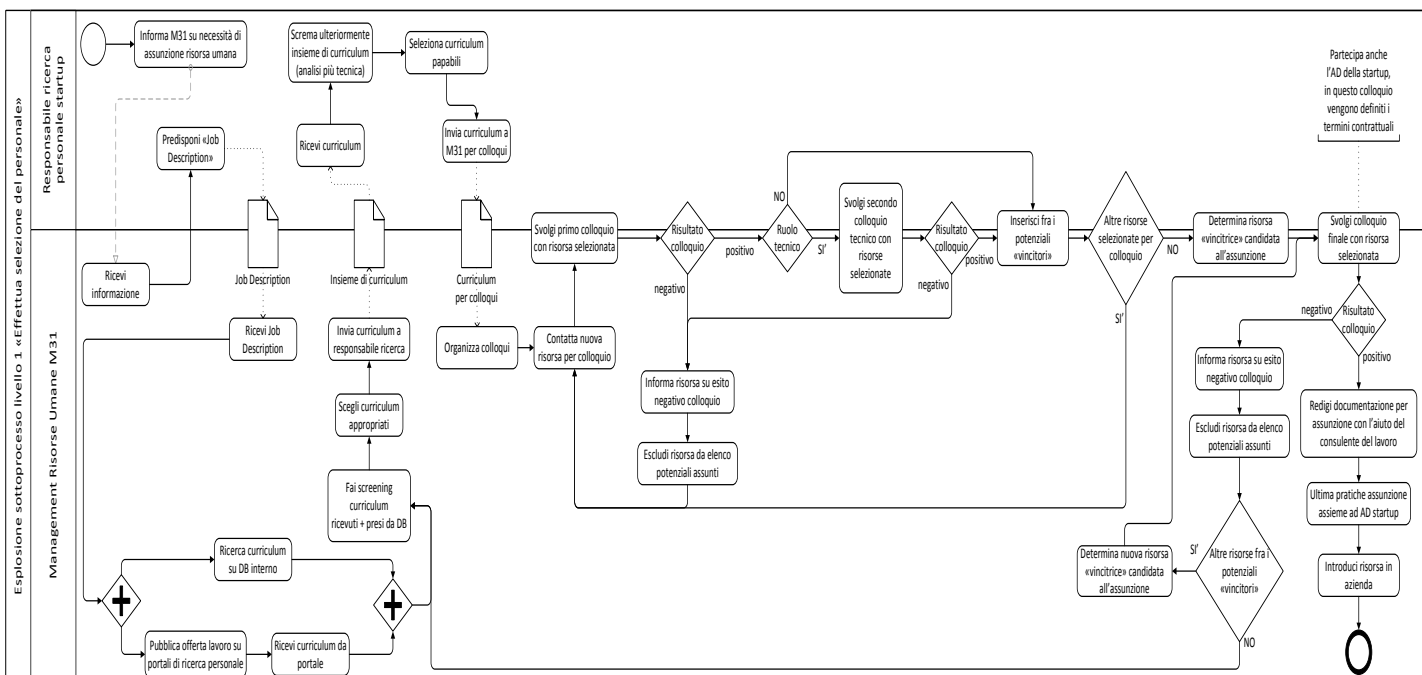 Esplosione sottoprocesso livello 1 «Effettua selezione del personale»
Responsabile ricerca
personale startup
Management Risorse Umane M31
Informa M31 su necessità di
assunzione risorsa umana
Predisponi «Job
Description»
Ricevi
informazione
Job Description
Ricevi Job
Description
Ricerca curriculum
su DB interno
Pubblica offerta lavoro su
portali di ricerca personale
Ricevi curriculum da
portale
Fai screening
curriculum
ricevuti + presi da DB
Scegli curriculum
appropriati
Invia curriculum a
responsabile ricerca
Insieme di curriculum
Ricevi curriculum
Screma ulteriormente
insieme di curriculum
(analisi più tecnica)
Seleziona curriculum
papabili
Invia curriculum a
M31 per colloqui
Curriculum
per colloqui
Organizza colloqui
Contatta nuova
risorsa per colloquio
Svolgi primo colloquio
con risorsa selezionata
Risultato
colloquio
positivo
negativo
Ruolo
tecnico
NO
SI'
Svolgi secondo
colloquio
tecnico con
risorse
selezionate
Risultato
colloquio
positivo
negativo
Informa risorsa su esito
negativo colloquio
Escludi risorsa da elenco
potenziali assunti
Inserisci fra i
potenziali
«vincitori»
Altre risorse
selezionate per
colloquio
NO
SI'
Determina risorsa
«vincitrice» candidata
all'assunzione
Partecipa anche
l'AD della startup,
in questo colloquio
vengono definiti i
termini contrattuali
Svolgi colloquio
finale con risorsa
selezionata
Risultato
colloquio
negativo
positivo
Informa risorsa su esito
negativo colloquio
Escludi risorsa da elenco
potenziali assunti
Altre risorse fra i
potenziali
«vincitori»
SI'
NO
Determina nuova risorsa
«vincitrice» candidata
all'assunzione
Redigi documentazione per
assunzione con l'aiuto del
consulente del lavoro
Ultima pratiche assunzione
assieme ad AD startup
Introduci risorsa in
azienda